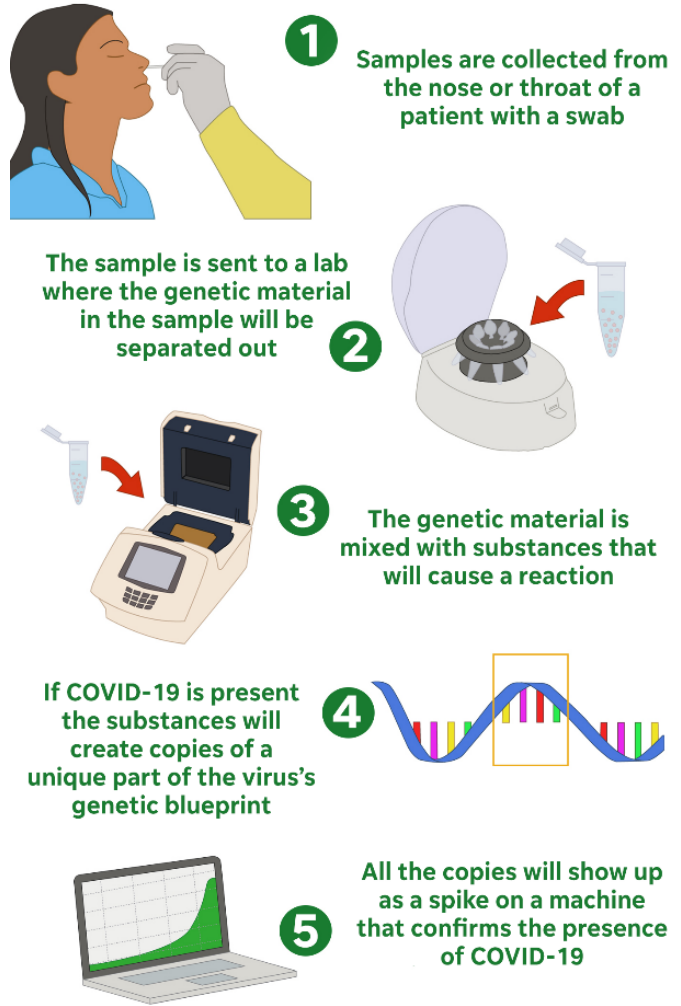 1
Samples are collected from
the nose or throat of a
patient with a swab
The sample is sent to a lab
where the genetic material
in the sample will be
separated out
2
3
The genetic material is
mixed with substances that
will cause a reaction
If COVID-19 is present
the substances will
create copies of a
unique part of the virus's
genetic blueprint
4
5
All the copies will show up
as a spike on a machine
that confirms the presence
of COVID-19